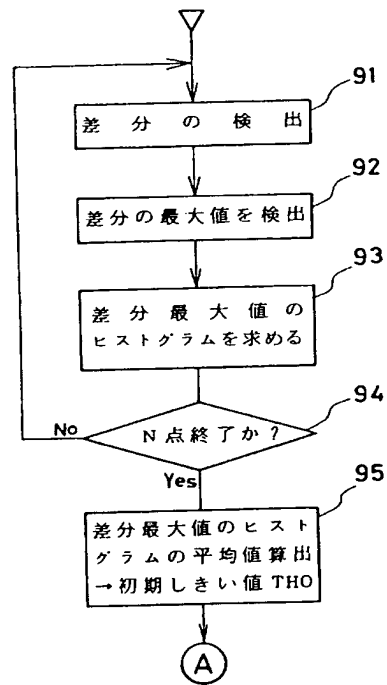 91
差分の検出
92
差分の最大値を検出
93
差分最大値の
ヒストグラムを求める
94
No
N点終了か？
Yes
95
差分最大値のヒスト
グラムの平均値算出
→初期しきい値THO
A